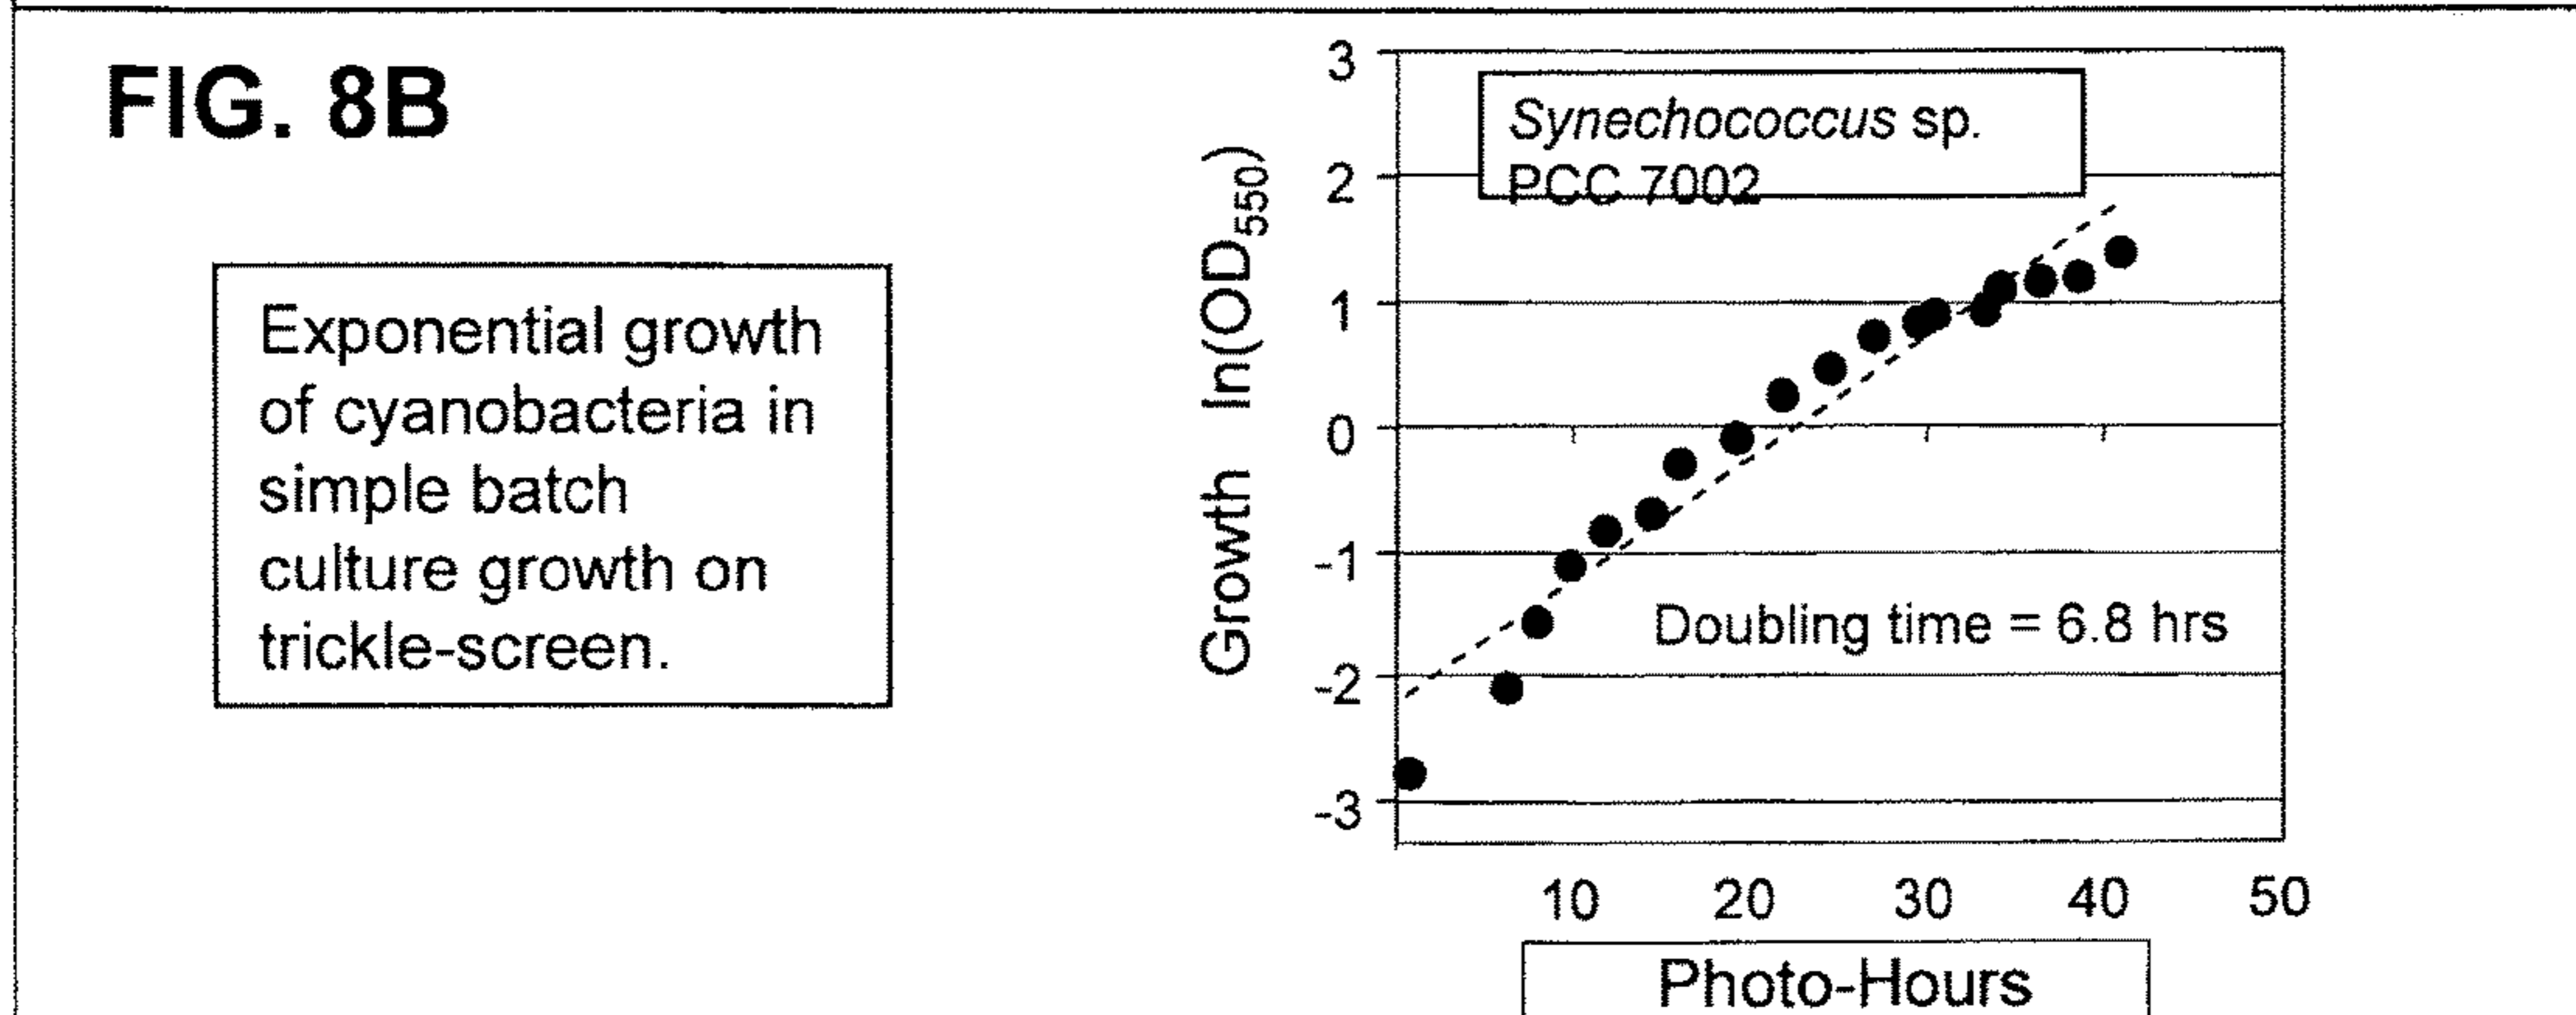 FIG. 8B
Exponential growth
of cyanobacteria in
simple batch
culture growth on
trickle-screen.
Growth ln(OD550)
3
2
1
0
-1
-2
-3
Synechococcus sp.
PCC 7002
Doubling time = 6.8 hrs
10 20 30 40 50
Photo-Hours